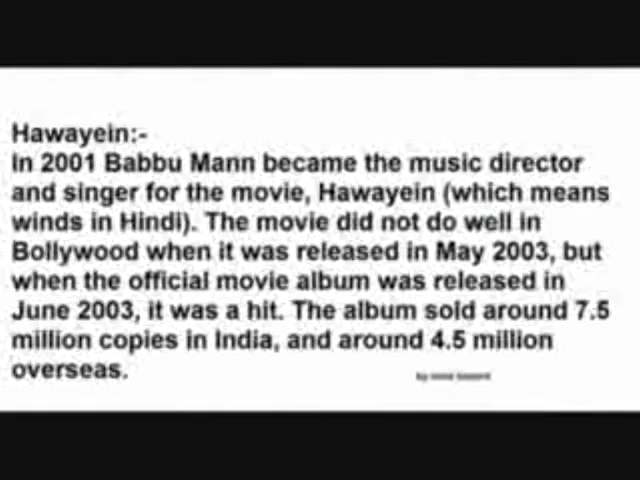 Hawayein:-
In 2001 Babbu Mann became the music director
and singer for the movie, Hawayein (which means
winds in Hindi). The movie did not do well in
Bollywood when it was released in May 2003, but
when the official movie album was released in
June 2003, it was a hit. The album sold around 7.5
million copies in India, and around 4.5 million
overseas.
by